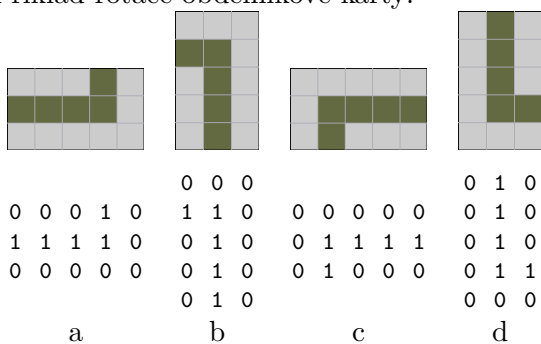 Příklad rotace obdélníkové karty.
0 0 0 0 1 0
0 0 0 1 0 1 1 0 0 0 0 0 0 0 1 0
1 1 1 1 0 0 1 0 0 1 1 1 1 0 1 0
0 0 0 0 0 0 1 0 0 1 0 0 0 0 1 1
0 1 0 0 0 0
a b c d